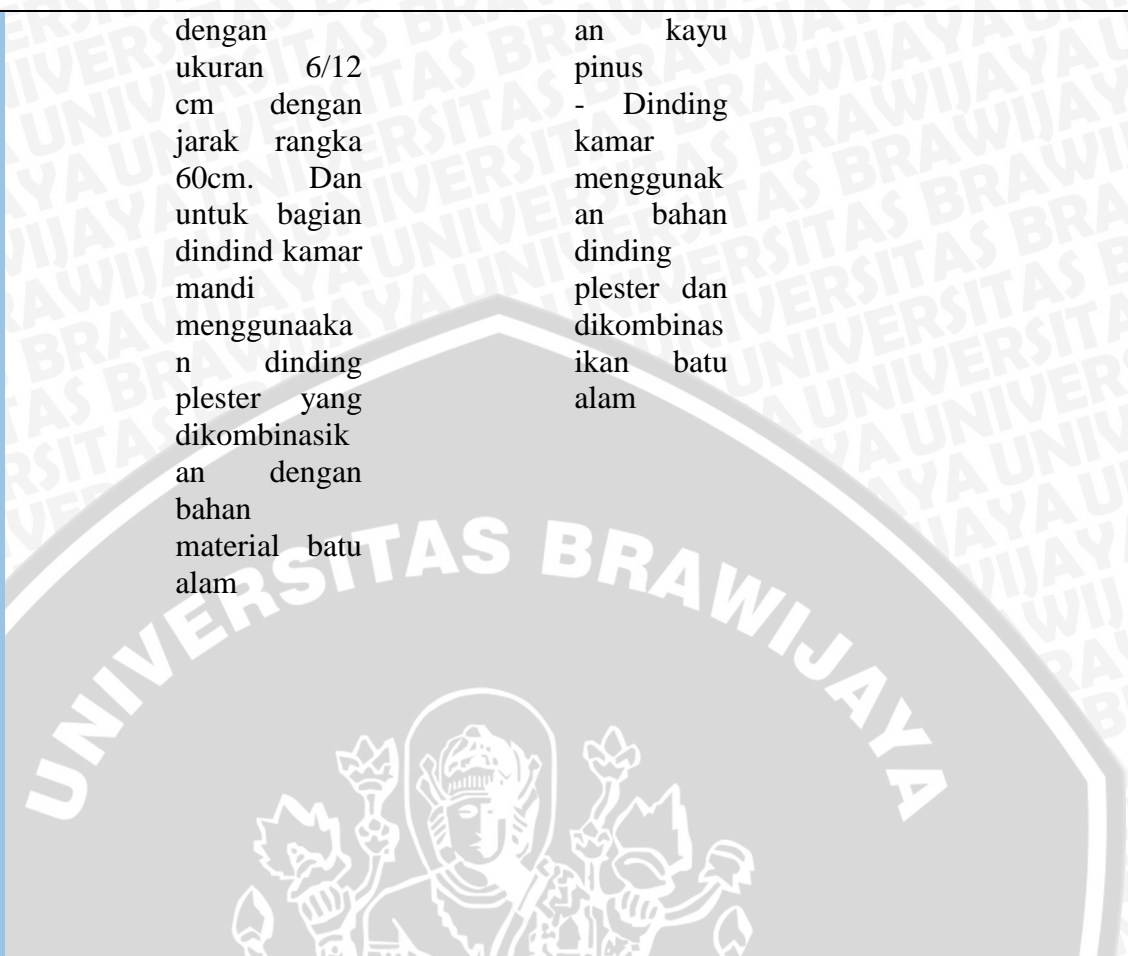 dengan
ukuran 6/12
cm dengan
jarak rangka
60cm. Dan
untuk bagian
dindind kamar
mandi
menggunaaka
n dinding
plester yang
dikombinasik
an dengan
bahan
material batu
alam
an kayu
pinus
- Dinding
kamar
menggunak
an bahan
dinding
plester dan
dikombinas
ikan batu
alam
UNIVERSITAS BRAWIJAYA